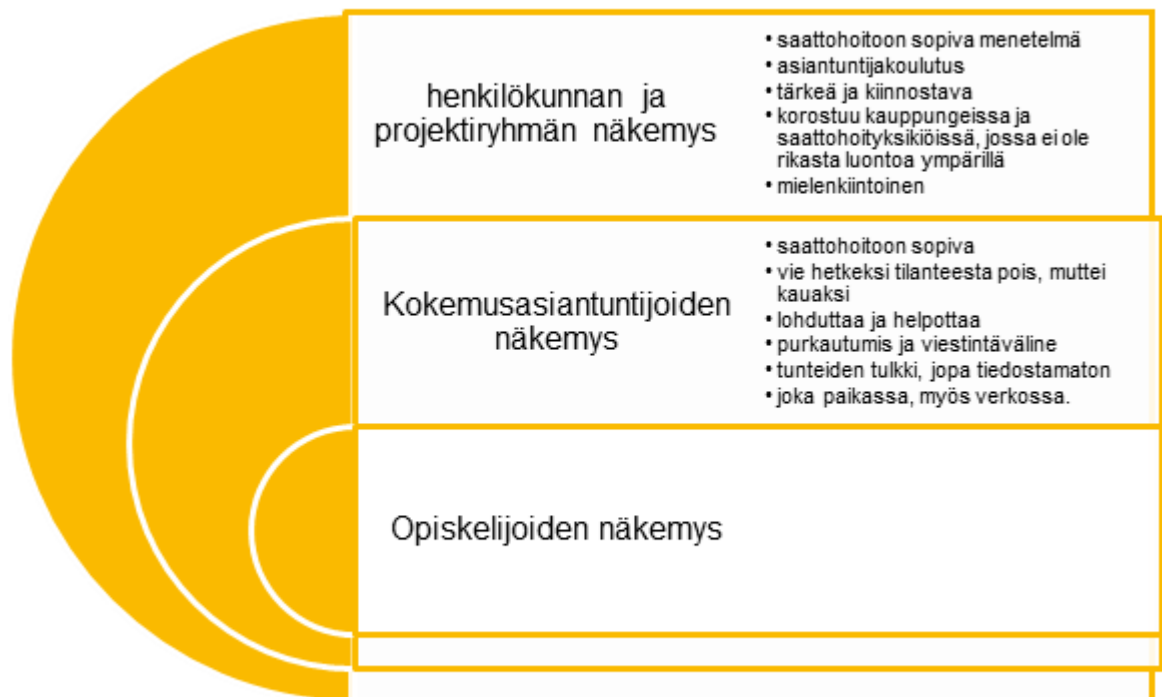 henkilökunnan ja
projektiryhmän näkemys
• saattohoitoon sopiva menetelmä
• asiantuntijakoulutus
• tärkeä ja kiinnostava
• korostuu kauppungeissa ja
saattohoityksikiöissä, jossa ei ole
rikasta luontoa ympärillä
• mielenkiintoinen
Kokemusasiantuntijoiden
näkemys
• saattohoitoon sopiva
• vie hetkeksi tilanteesta pois, muttei
kauaksi
• lohduttaa ja helpottaa
• purkautumis ja viestintäväline
• tunteiden tulkki, jopa tiedostamaton
• joka paikassa, myös verkossa.
Opiskelijoiden näkemys